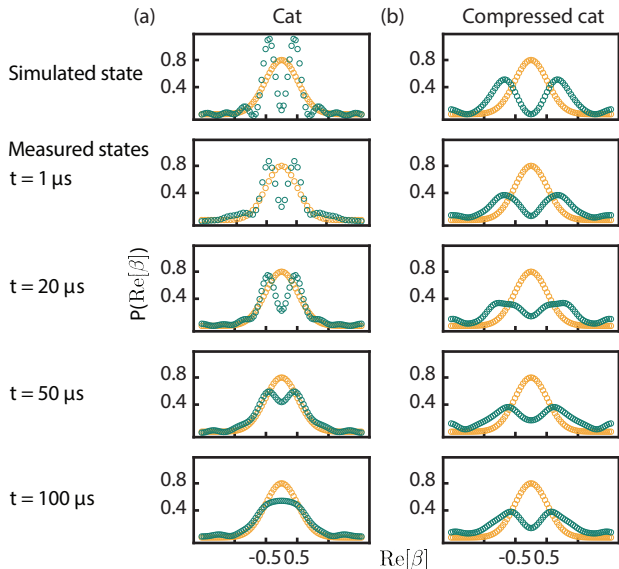 (a) Cat (b) Compressed cat
Simulated state
0.8 0.8
0.4 0.4
Measured states
t = 1 μs
0.8 0.8
0.4 0.4
t = 20 μs
P(Re[β])
0.8 0.8
0.4 0.4
t = 50 μs
0.8 0.8
0.4 0.4
t = 100 μs
0.8 0.8
0.4 0.4
-0.5 0.5 Re[β] -0.5 0.5